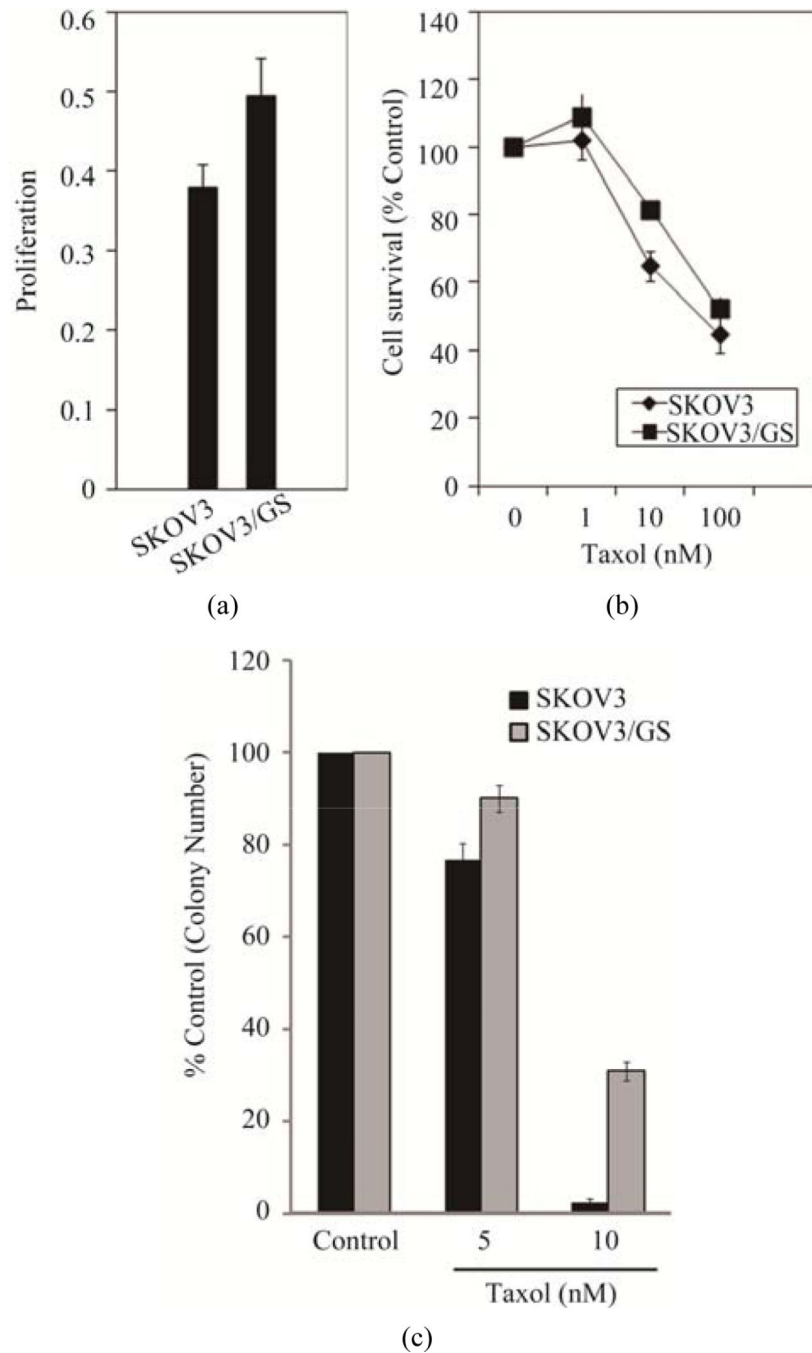 0.6
0.5
0.4
0.3
0.2
0.1
0
Proliferation
SKOV3
SKOV3/GS
(a)
140
120
100
80
60
40
20
0
Cell survival (% Control)
SKOV3
SKOV3/GS
0 1 10 100
Taxol (nM)
(b)
120
100
80
60
40
20
0
% Control (Colony Number)
SKOV3
SKOV3/GS
Control 5 10
Taxol (nM)
(c)